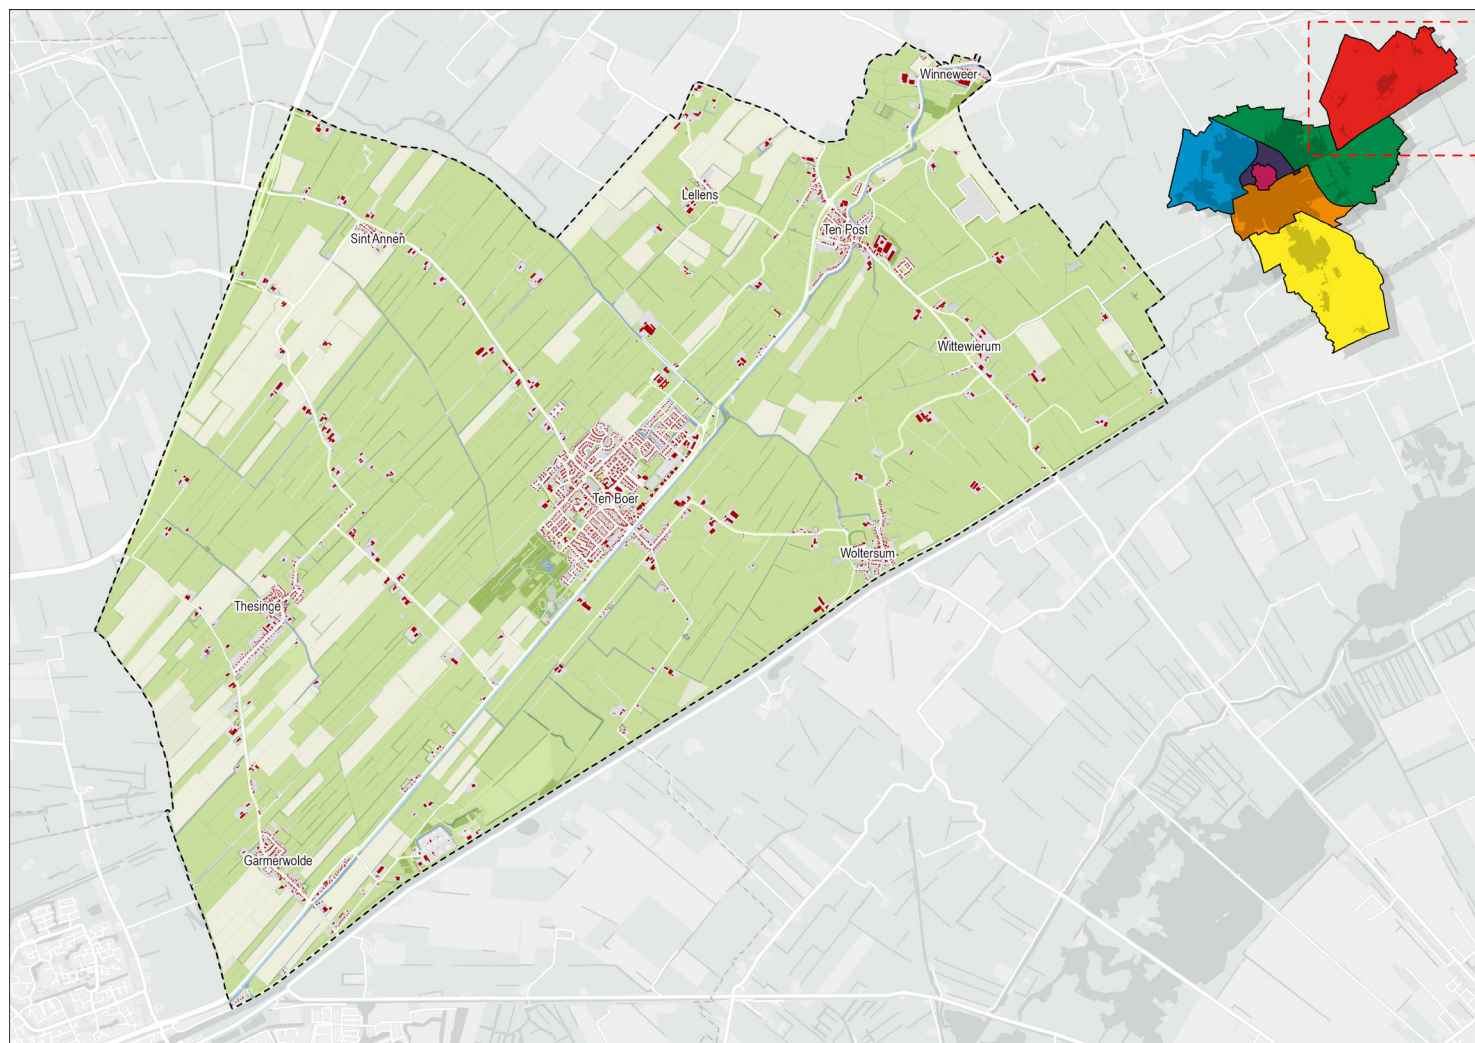 Winneweer
Lellens
Ten Post
Sint Annen
Wittewierum
Ten Boer
Woltersum
Thesinge
Garmerwolde